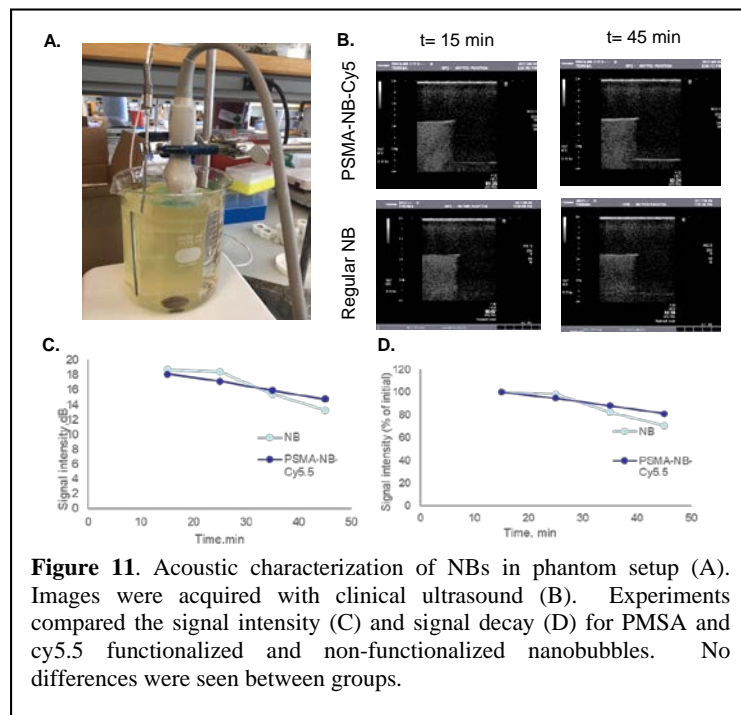 A.
B.
t= 15 min
t= 45 min
PSMA-NB-Cy5
Regular NB
C.
Signal intensity,dB
20
18
16
14
12
10
8
6
4
2
0
0
10
20
30
40
50
Time,min
NB
PSMA-NB-
Cy5.5
D.
Signal intensity (% of initial)
120
100
80
60
40
20
0
0
10
20
30
40
50
Time, min
NB
PSMA-NB-
Cy5.5
Figure 11. Acoustic characterization of NBs in phantom setup (A).
Images were acquired with clinical ultrasound (B). Experiments
compared the signal intensity (C) and signal decay (D) for PMSA and
cy5.5 functionalized and non-functionalized nanobubbles. No
differences were seen between groups.